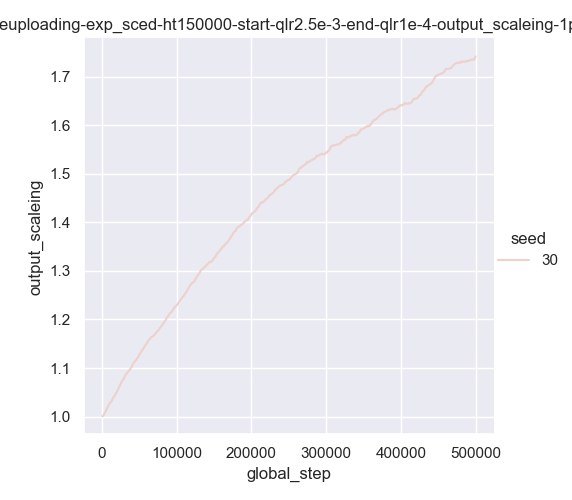 euploading-exp_sced-ht150000-start-qlr2.5e-3-end-qlr1e-4-output_scaleing-1p
1.7
1.6
1.5
1.4
1.3
1.2
1.1
1.0
output_scaleing
0 100000 200000 300000 400000 500000
global_step
seed
30